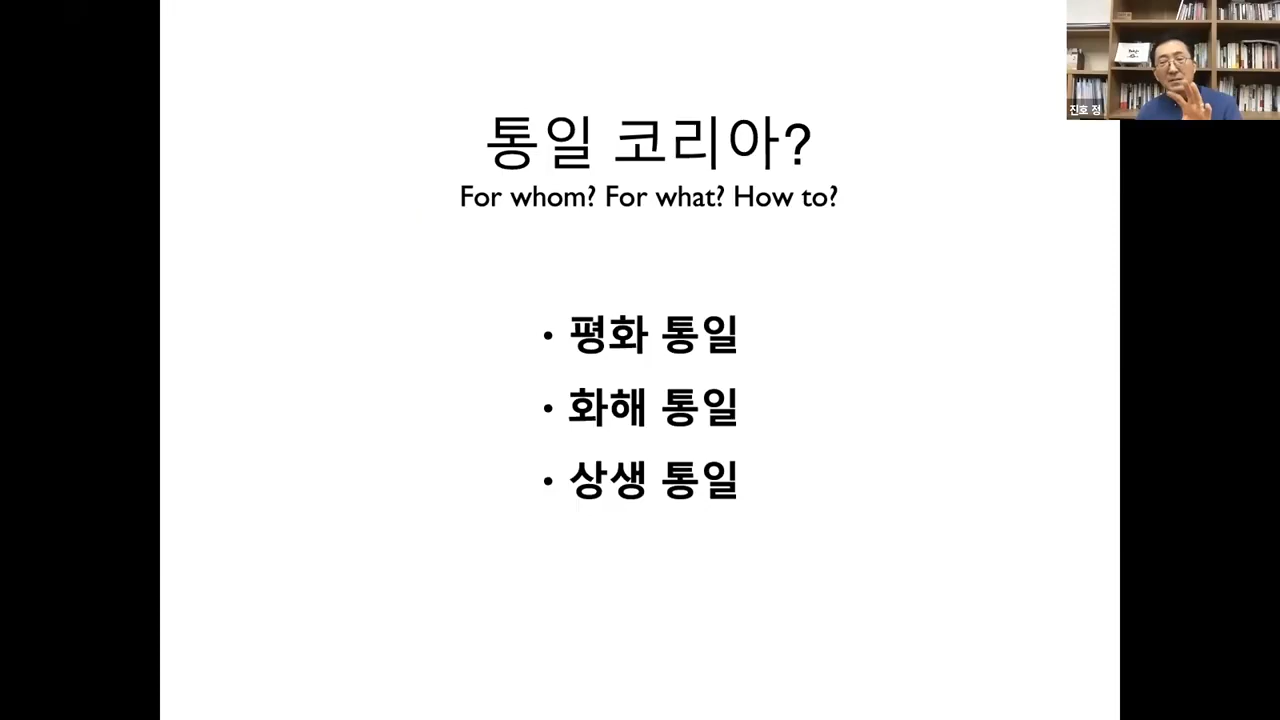 통일 코리아?
For whom? For what? How to?
• 평화 통일
• 화해 통일
• 상생 통일
진호 정